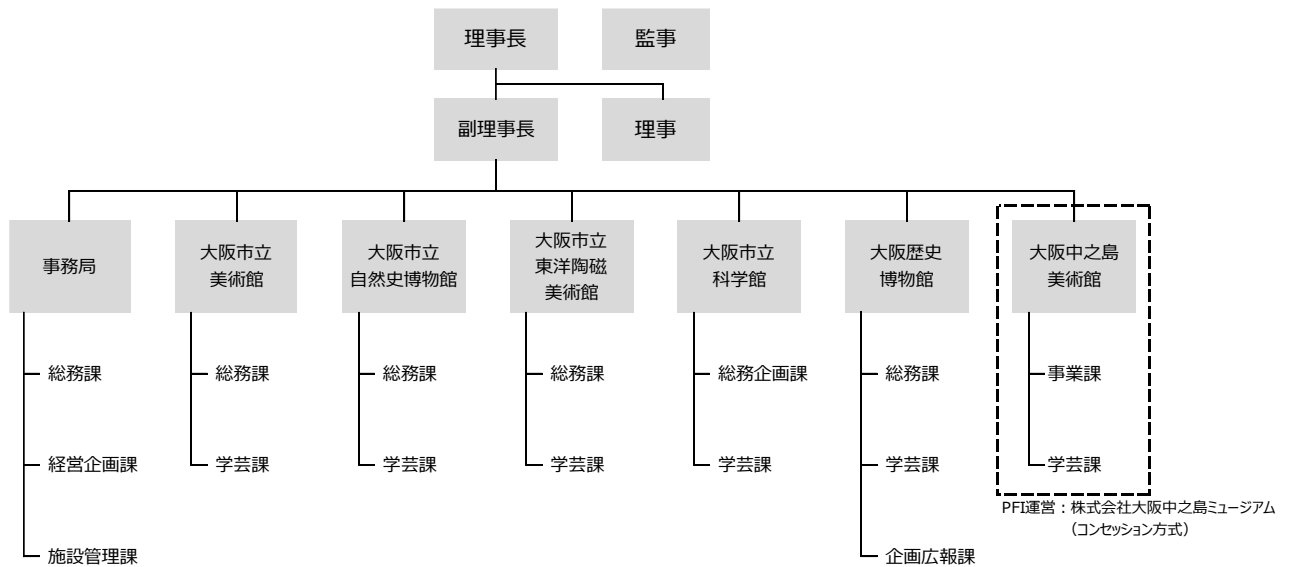 理事長
監事
副理事長
理事
事務局
大阪市立
美術館
大阪市立
自然史博物館
大阪市立
東洋陶磁
美術館
大阪市立
科学館
大阪歴史
博物館
大阪中之島
美術館
総務課
総務課
総務課
総務課
総務企画課
総務課
事業課
経営企画課
学芸課
学芸課
学芸課
学芸課
学芸課
学芸課
PFI運営：株式会社大阪中之島ミュージアム
（コンセッション方式）
施設管理課
企画広報課